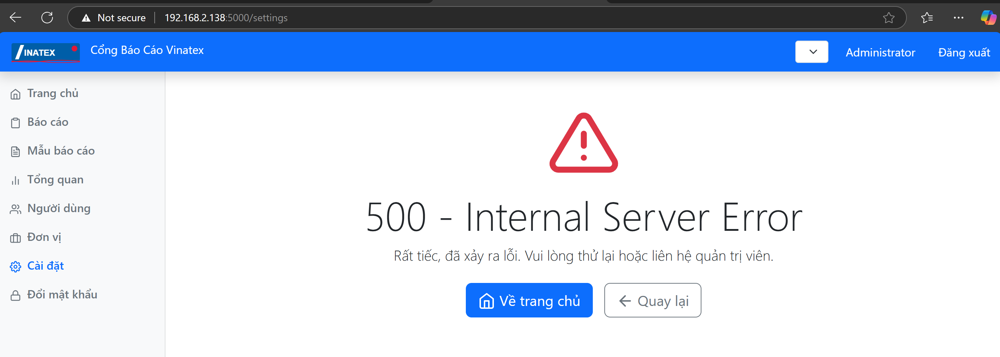 Not secure
192.168.2.138:5000/settings
INATEX
Cổng Báo Cáo Vinatex
Administrator
Đăng xuất
Trang chủ
Báo cáo
Mẫu báo cáo
Tổng quan
Người dùng
Đơn vị
Cài đặt
Đổi mật khẩu
500 - Internal Server Error
Rất tiếc, đã xảy ra lỗi. Vui lòng thử lại hoặc liên hệ quản trị viên.
Về trang chủ
Quay lại